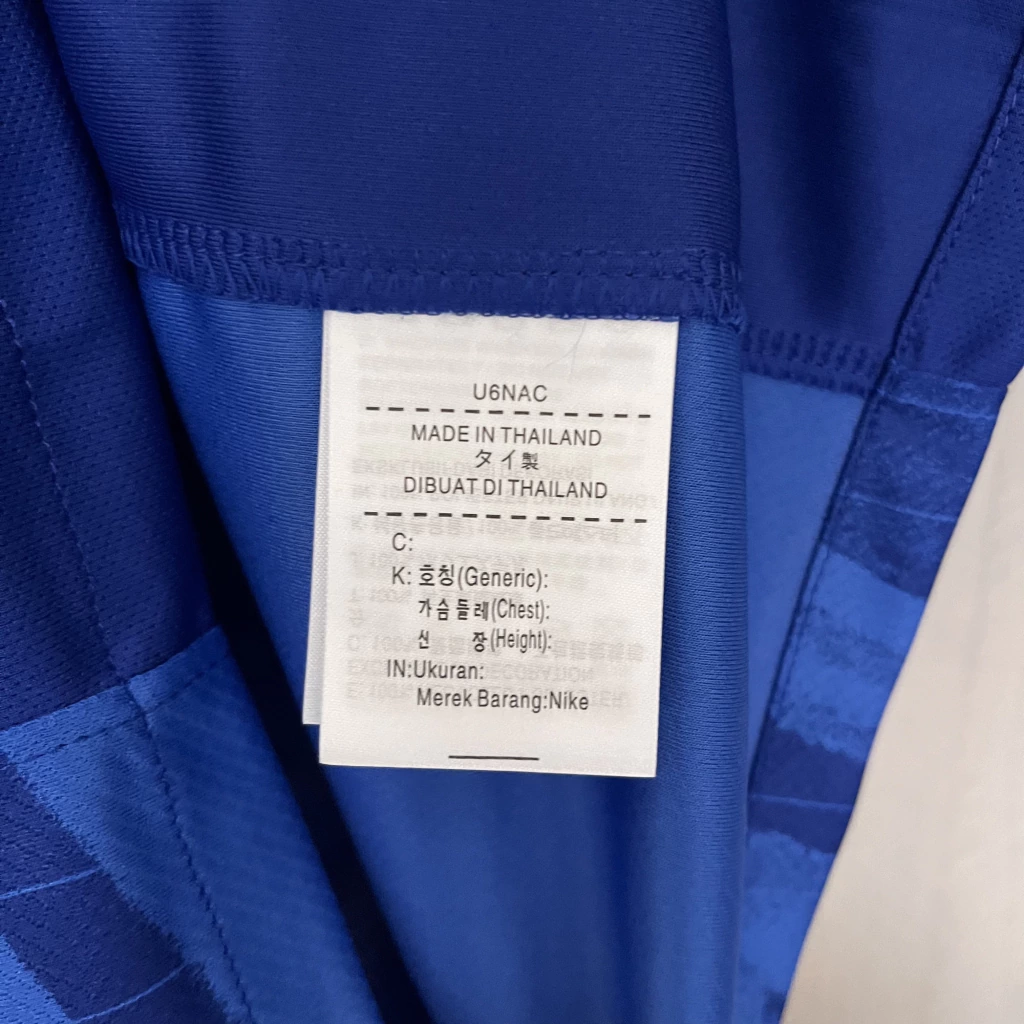 U6NAC
MADE IN THAILAND
タイ製
DIBUAT DI THAILAND
C:
K: 호칭(Generic):
가슴둘레(Chest):
신 장(Height):
IN:Ukuran:
Merek Barang:Nike